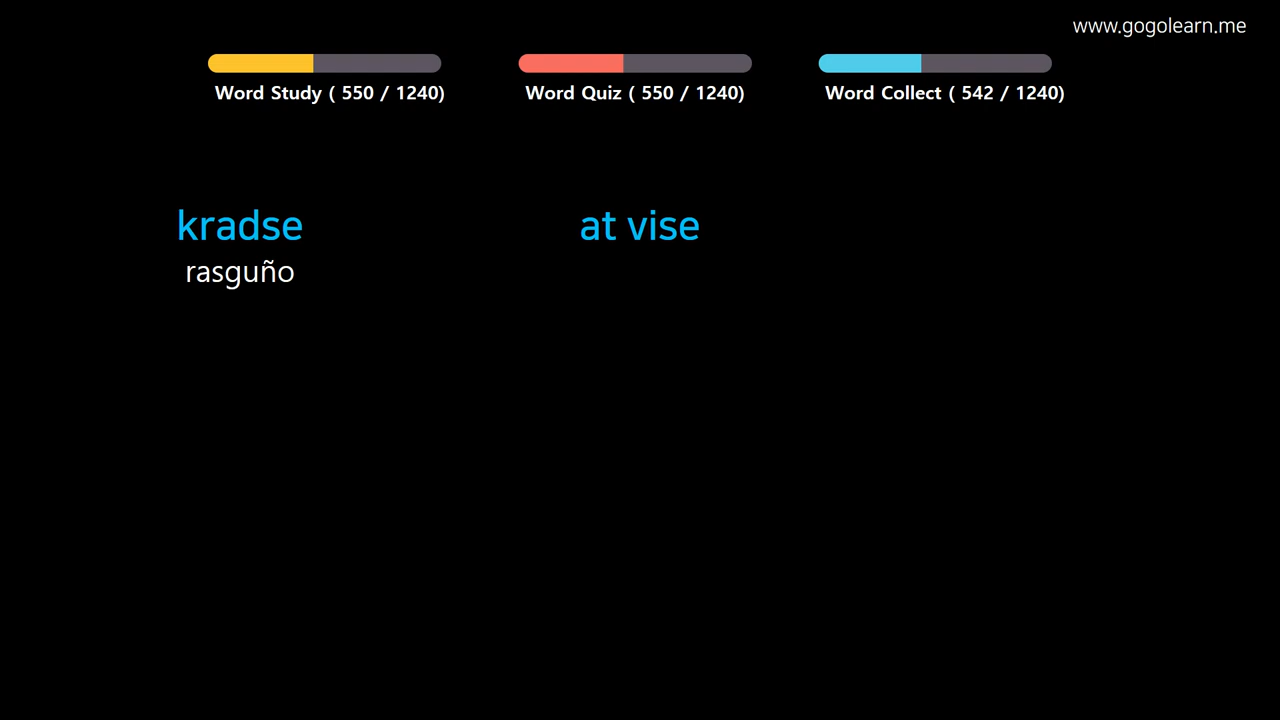 www.gogolearn.me
Word Study ( 550 / 1240)
Word Quiz ( 550 / 1240)
Word Collect ( 542 / 1240)
kradse
rasguño
at vise